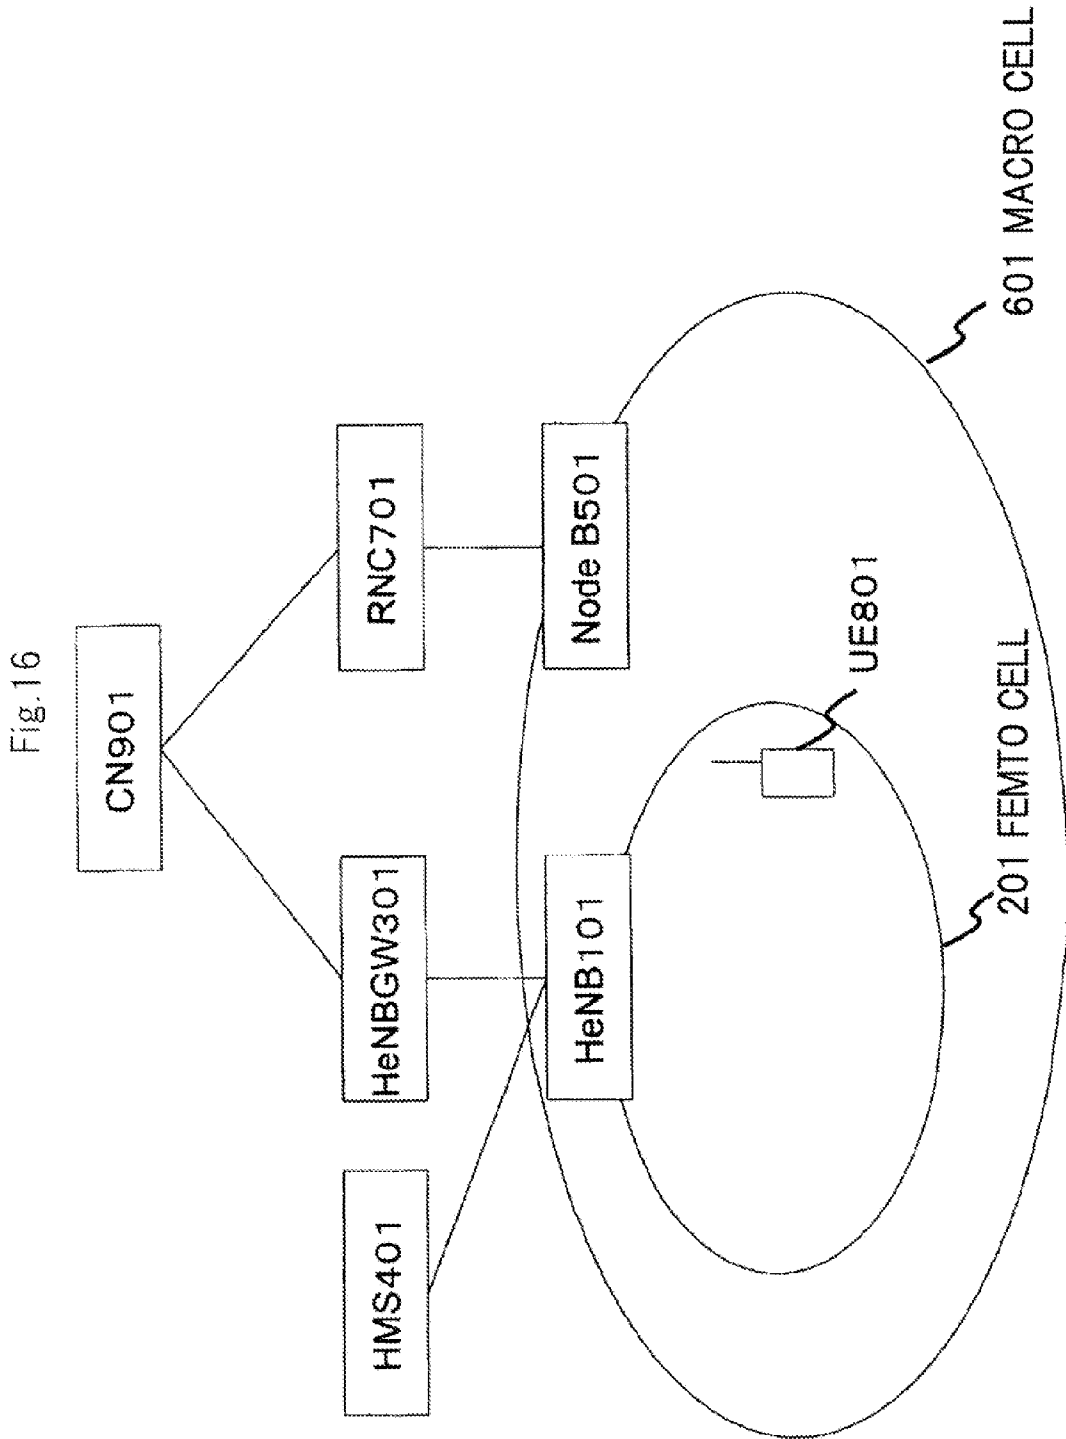 Fig.16
CN901
HMS401
HeNBGW301
RNC701
HeNB101
Node B501
UE801
201 FEMTO CELL
601 MACRO CELL